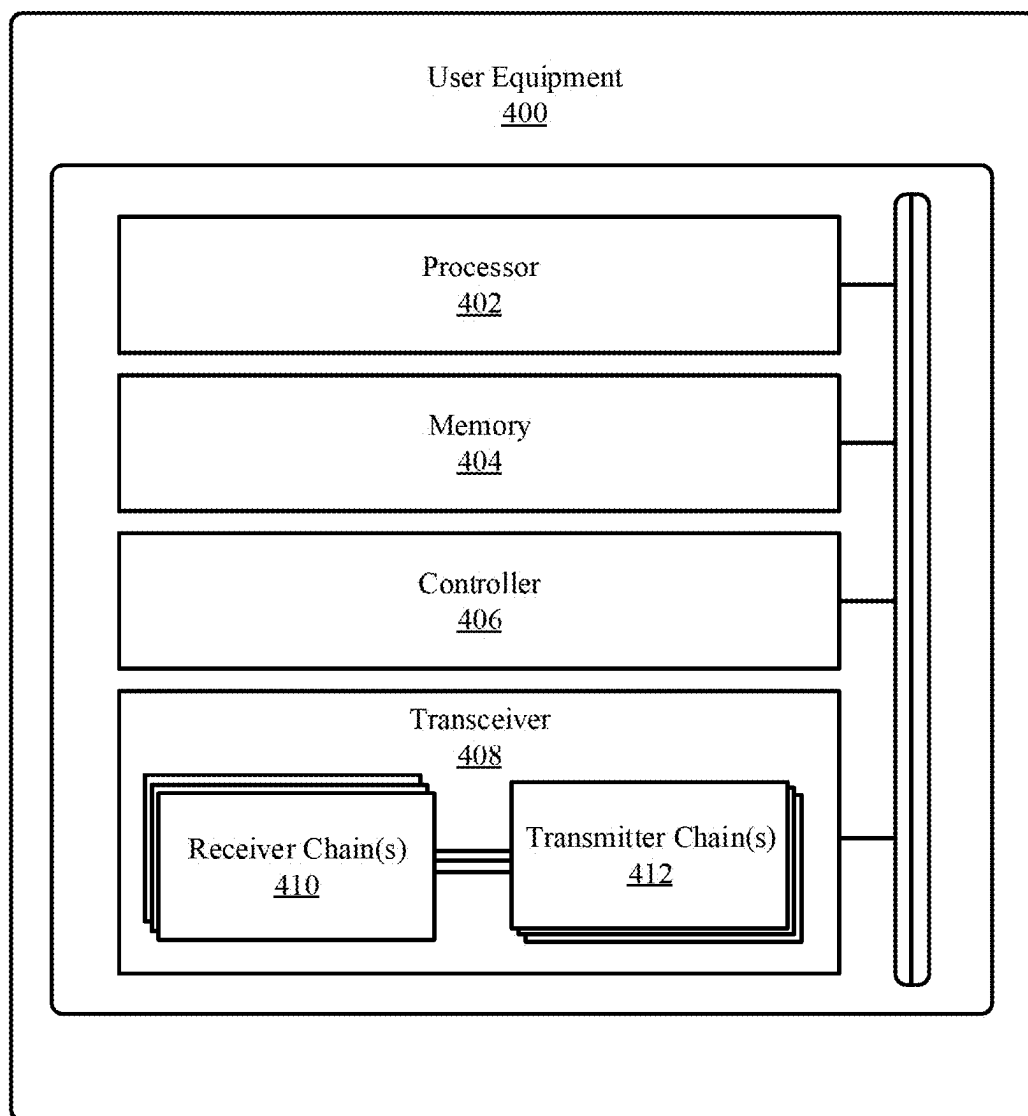 User Equipment
400
Processor
402
Memory
404
Controller
406
Transceiver
408
Receiver Chain(s)
410
Transmitter Chain(s)
412